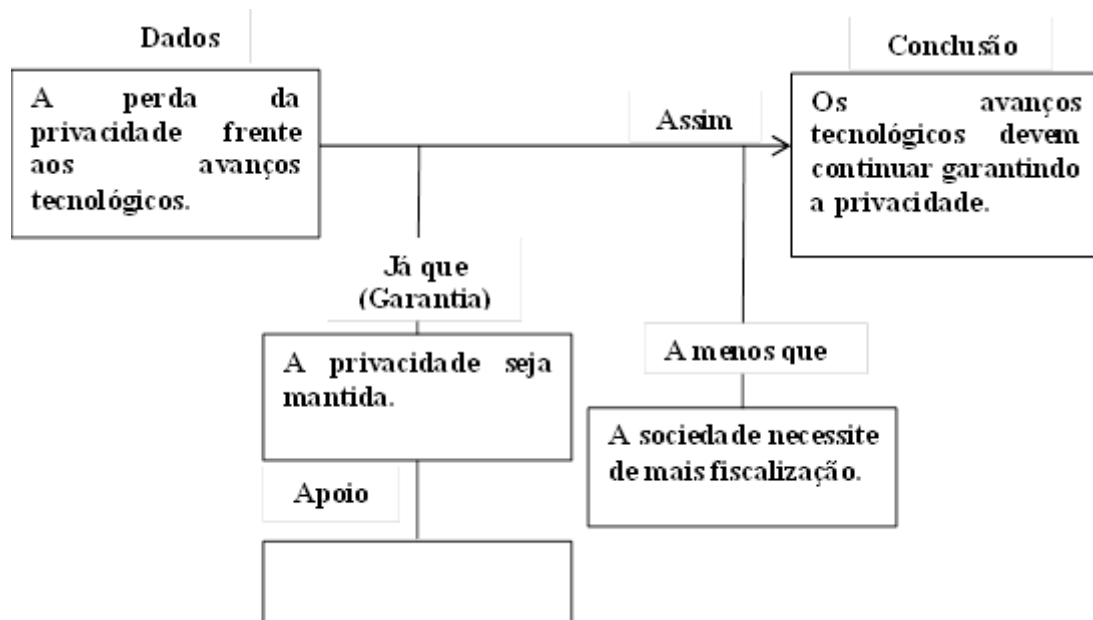 Dados
Conclusão
A perda da
privacidade frente
aos avanços
tecnológicos.
Assim
Os avanços
tecnológicos devem
continuar garantindo
a privacidade.
Já que
(Garantia)
A privacidade seja
mantida.
A menos que
A sociedade necessite
de mais fiscalização.
Apoio